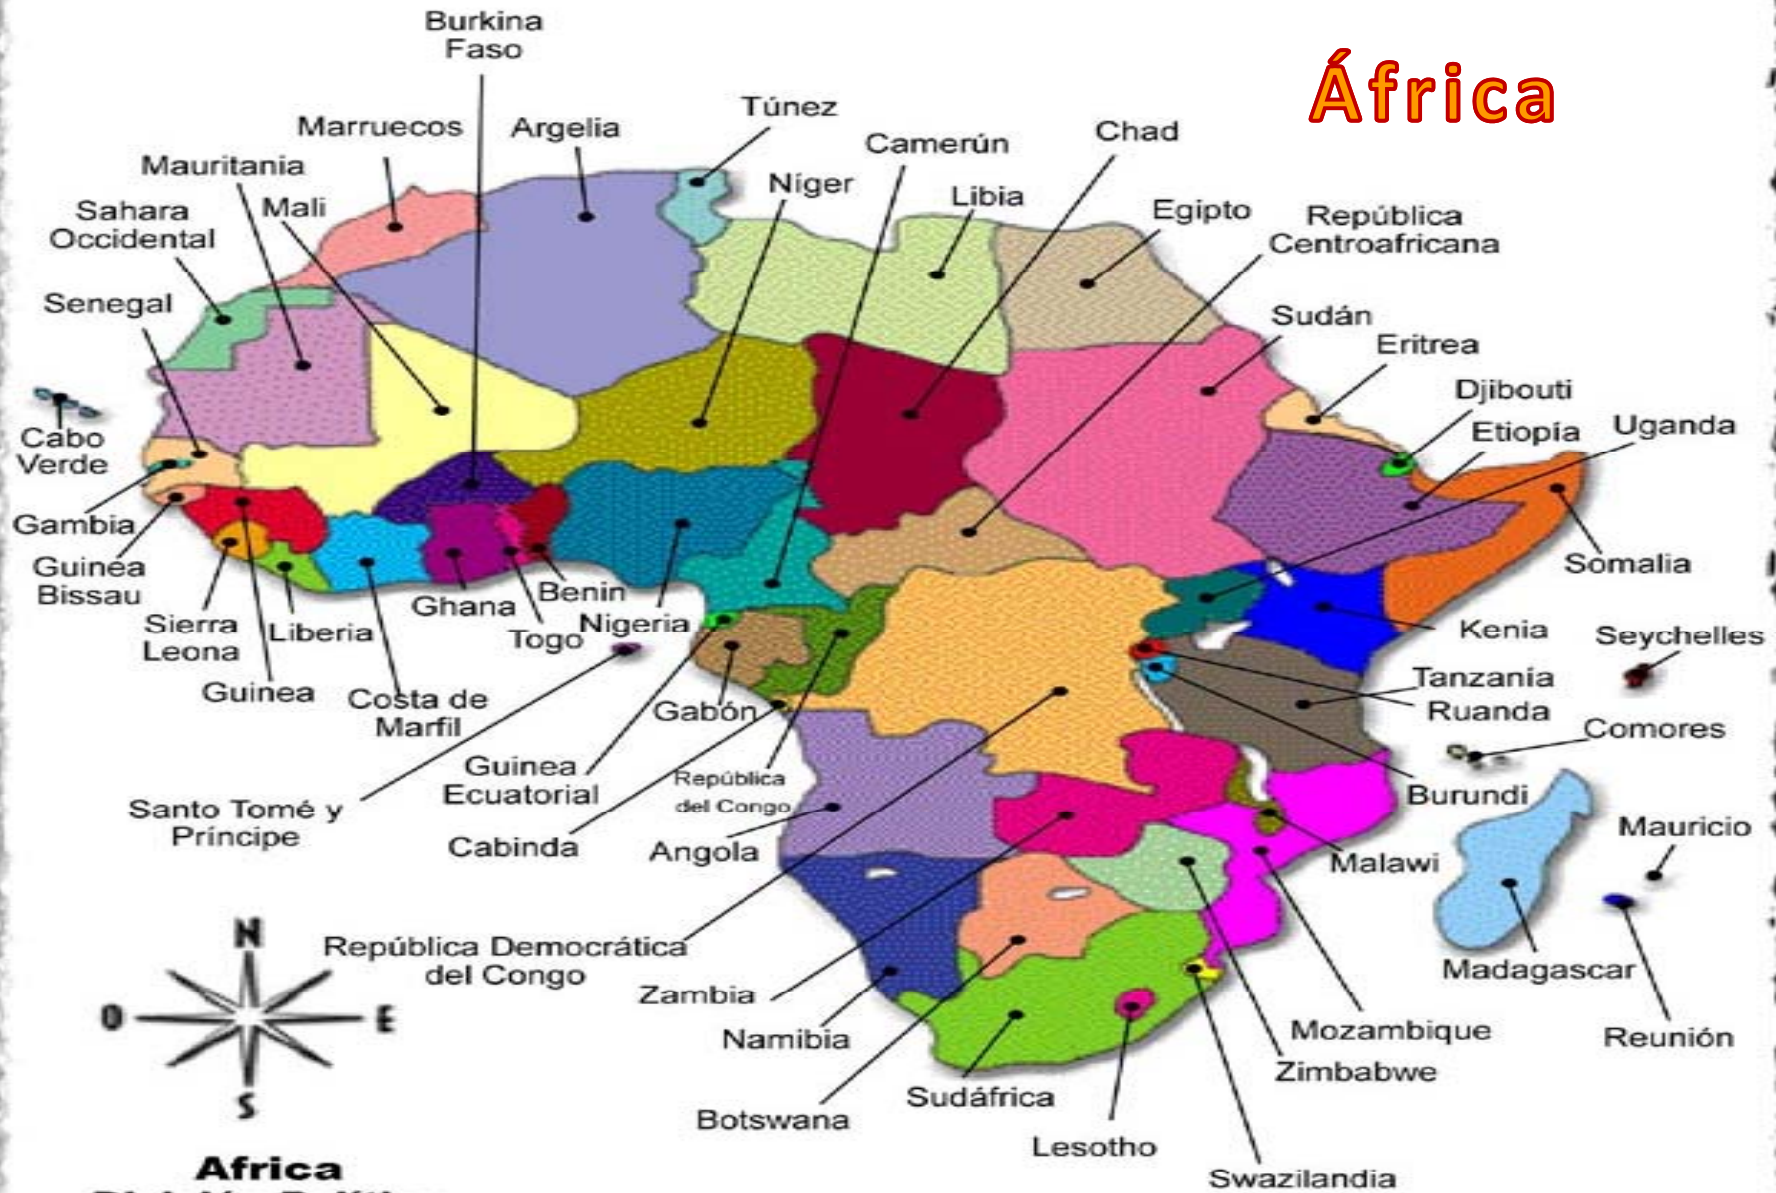 Burkina
Faso
África
Túnez
Marruecos
Argelia
Camerún
Chad
Mauritania
Níger
Libia
Egipto
República
Centroafricana
Sahara
Occidental
Mali
Senegal
Sudán
Eritrea
Djibouti
Etiopía
Uganda
Cabo
Verde
Gambia
Guinéa
Bissau
Somalia
Sierra
Leona
Liberia
Ghana
Benin
Togo
Nigeria
Kenia
Seychelles
Guinea
Costa de
Marfil
Gabón
Tanzanía
Ruanda
Comores
Guinea
Ecuatorial
República
del Congo
Santo Tomé y
Príncipe
Cabinda
Angola
Burundi
Malawi
Mauricio
República Democrática
del Congo
Zambia
Namibia
Botswana
Sudáfrica
Lesotho
Swazilandia
Zimbabwe
Mozambique
Madagascar
Reunión
N
O
E
S
Africa